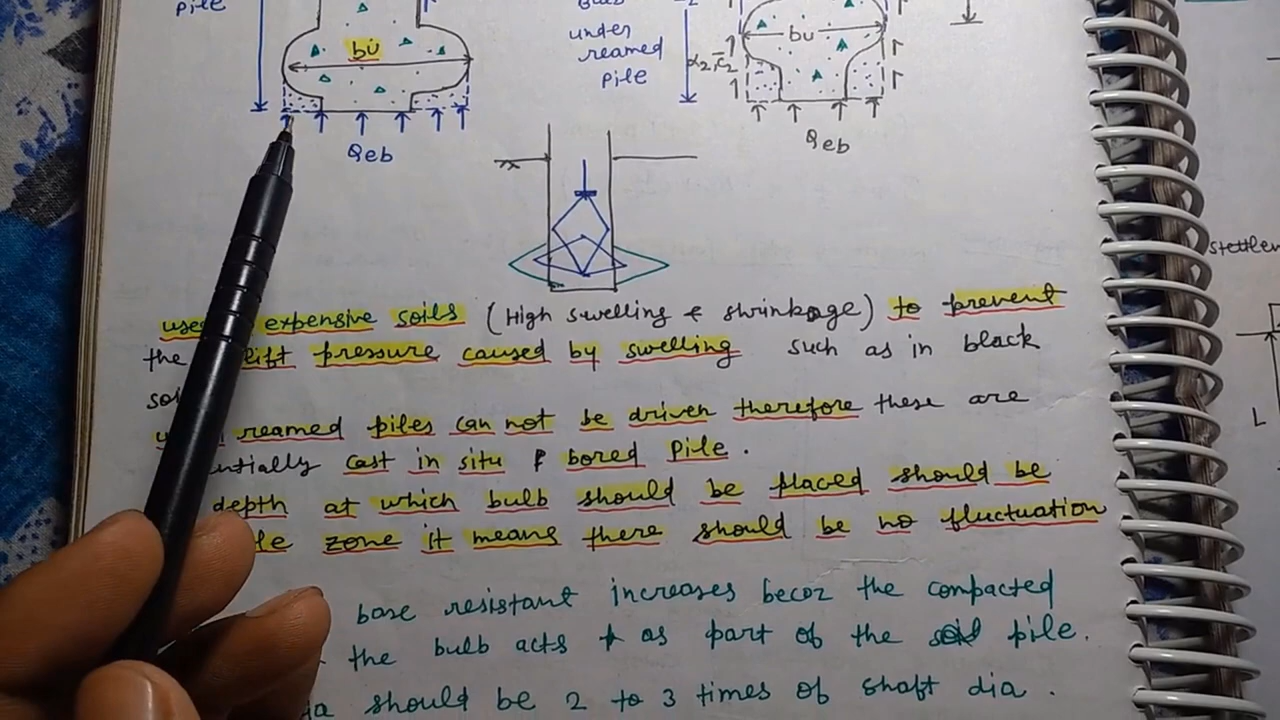 pile
bu
Qeb
under
reamed
pile
bu
α2, c̄2
Qeb
expensive soils (High swelling & shrinkage) to prevent
the pressure caused by swelling such as in black
reamed piles can not be driven therefore these are
cast in situ & bored pile.
depth at which bulb should be placed should be
zone it means there should be no fluctuation
base resistant increases becoz the compacted
the bulb acts as part of the pile.
should be 2 to 3 times of shaft dia.
L